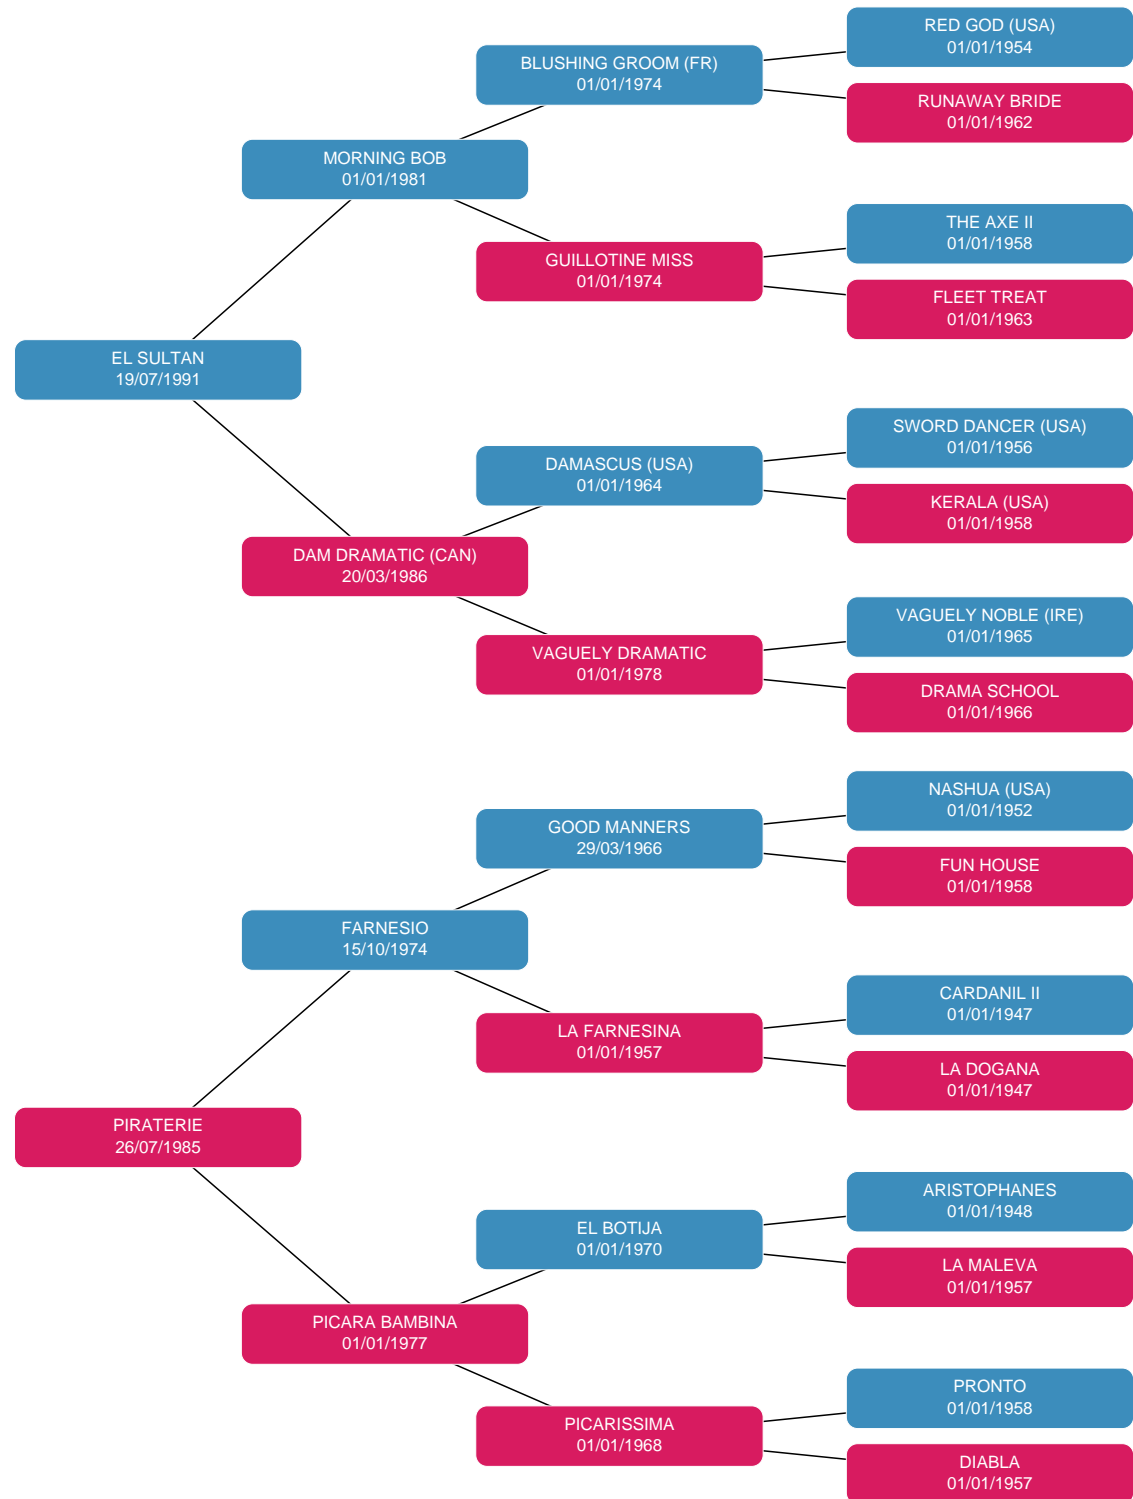 RED GOD (USA)
01/01/1954
BLUSHING GROOM (FR)
01/01/1974
RUNAWAY BRIDE
01/01/1962
MORNING BOB
01/01/1981
THE AXE II
01/01/1958
GUILLOTINE MISS
01/01/1974
FLEET TREAT
01/01/1963
EL SULTAN
19/07/1991
SWORD DANCER (USA)
01/01/1956
DAMASCUS (USA)
01/01/1964
KERALA (USA)
01/01/1958
DAM DRAMATIC (CAN)
20/03/1986
VAGUELY NOBLE (IRE)
01/01/1965
VAGUELY DRAMATIC
01/01/1978
DRAMA SCHOOL
01/01/1966
NASHUA (USA)
01/01/1952
GOOD MANNERS
29/03/1966
FUN HOUSE
01/01/1958
FARNESIO
15/10/1974
CARDANIL II
01/01/1947
LA FARNESINA
01/01/1957
LA DOGANA
01/01/1947
PIRATERIE
26/07/1985
ARISTOPHANES
01/01/1948
EL BOTIJA
01/01/1970
LA MALEVA
01/01/1957
PICARA BAMBINA
01/01/1977
PRONTO
01/01/1958
PICARISSIMA
01/01/1968
DIABLA
01/01/1957